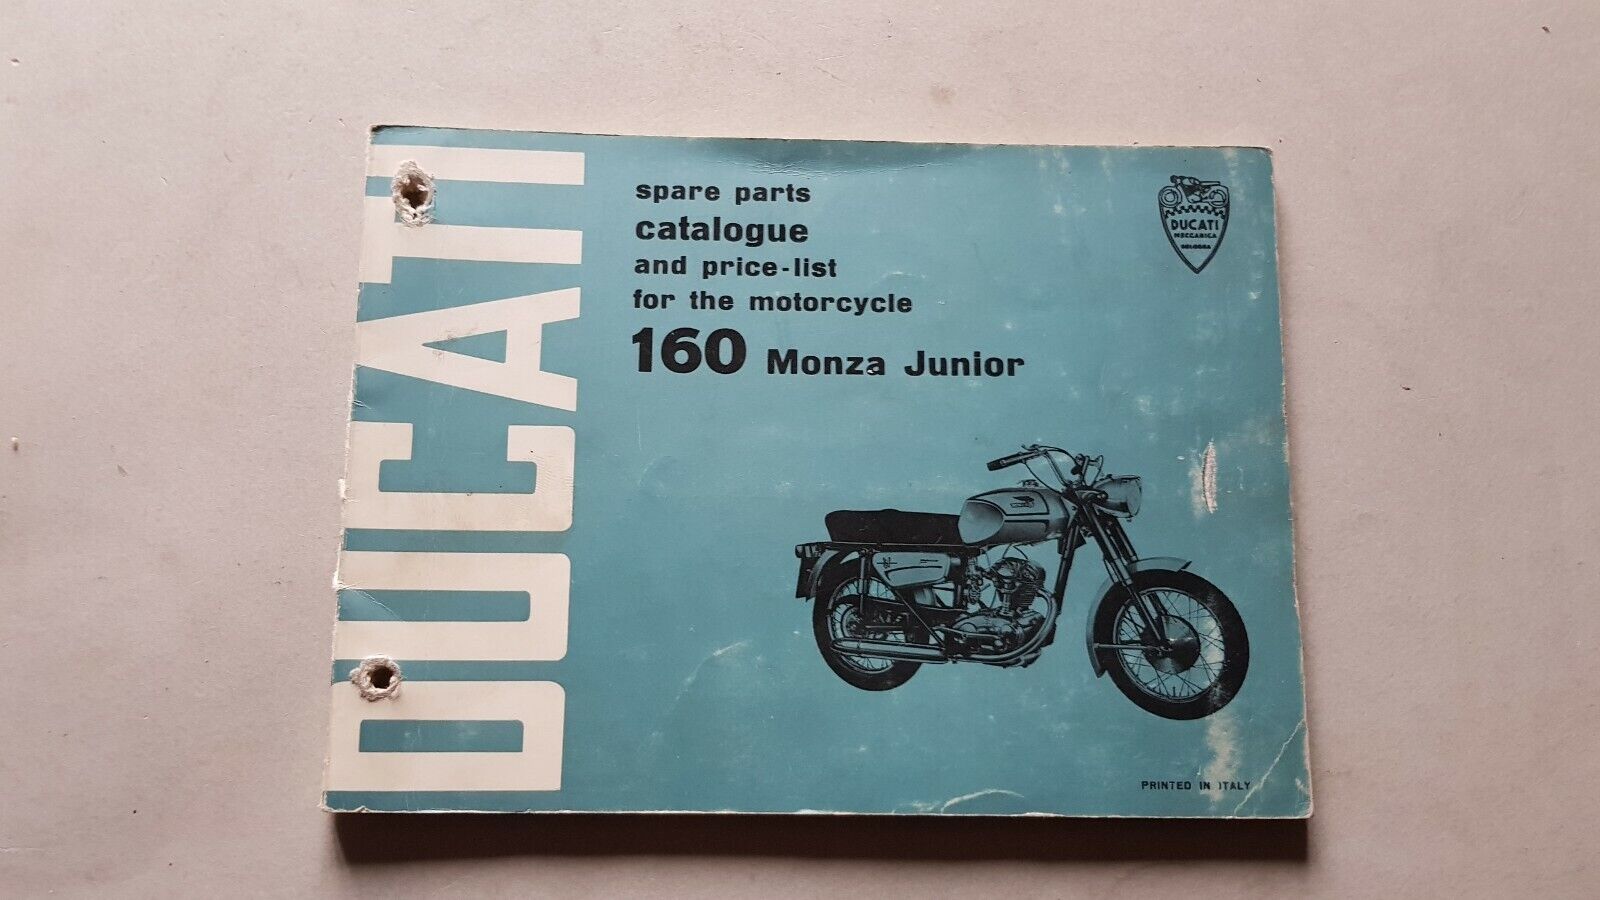 DUCATI
spare parts
catalogue
and price-list
for the motorcycle
160 Monza Junior
DUCATI
MECCANICA
BOLOGNA
PRINTED IN ITALY